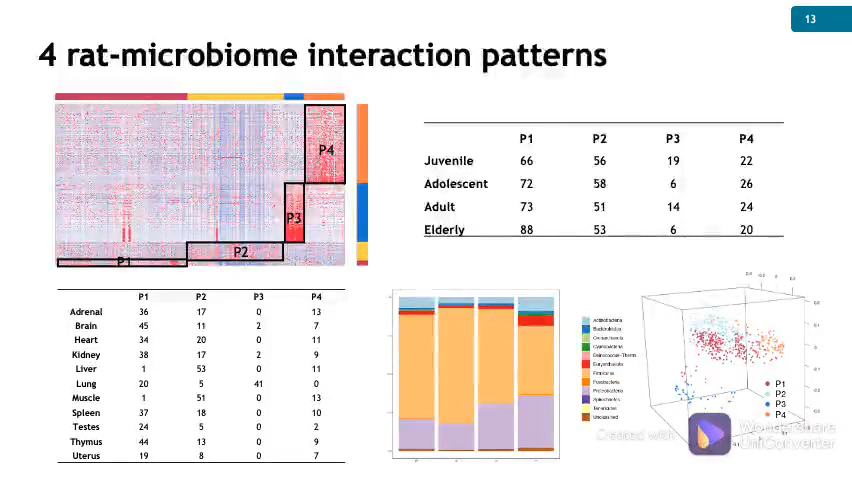 13
4 rat-microbiome interaction patterns
P4
P3
P2
P1
P1 P2 P3 P4
Juvenile 66 56 19 22
Adolescent 72 58 6 26
Adult 73 51 14 24
Elderly 88 53 6 20
P1 P2 P3 P4
Adrenal 36 17 0 13
Brain 45 11 2 7
Heart 34 20 0 11
Kidney 38 17 2 9
Liver 1 53 0 11
Lung 20 5 41 0
Muscle 1 51 0 13
Spleen 37 18 0 10
Testes 24 5 0 2
Thymus 44 13 0 9
Uterus 19 8 0 7
Actinobacteria
Bacteroidetes
Cyanobacteria
Euryarchaeota
Firmicutes
Fusobacteria
Proteobacteria
Spirochaetes
Tenericutes
Unclassified
P1
P2
P3
P4
Created with
Wondershare
UniConverter